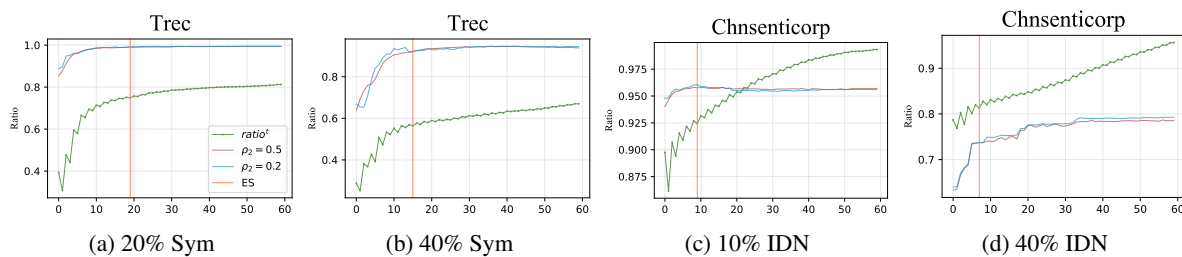 Trec
Ratio
1.0
0.8
0.6
0.4
ratio^t
ρ₂ = 0.5
ρ₂ = 0.2
ES
0 10 20 30 40 50 60
(a) 20% Sym
Trec
Ratio
0.8
0.6
0.4
0 10 20 30 40 50 60
(b) 40% Sym
Chnsenticorp
Ratio
0.975
0.950
0.925
0.900
0.875
0 10 20 30 40 50 60
(c) 10% IDN
Chnsenticorp
Ratio
0.9
0.8
0.7
0 10 20 30 40 50 60
(d) 40% IDN